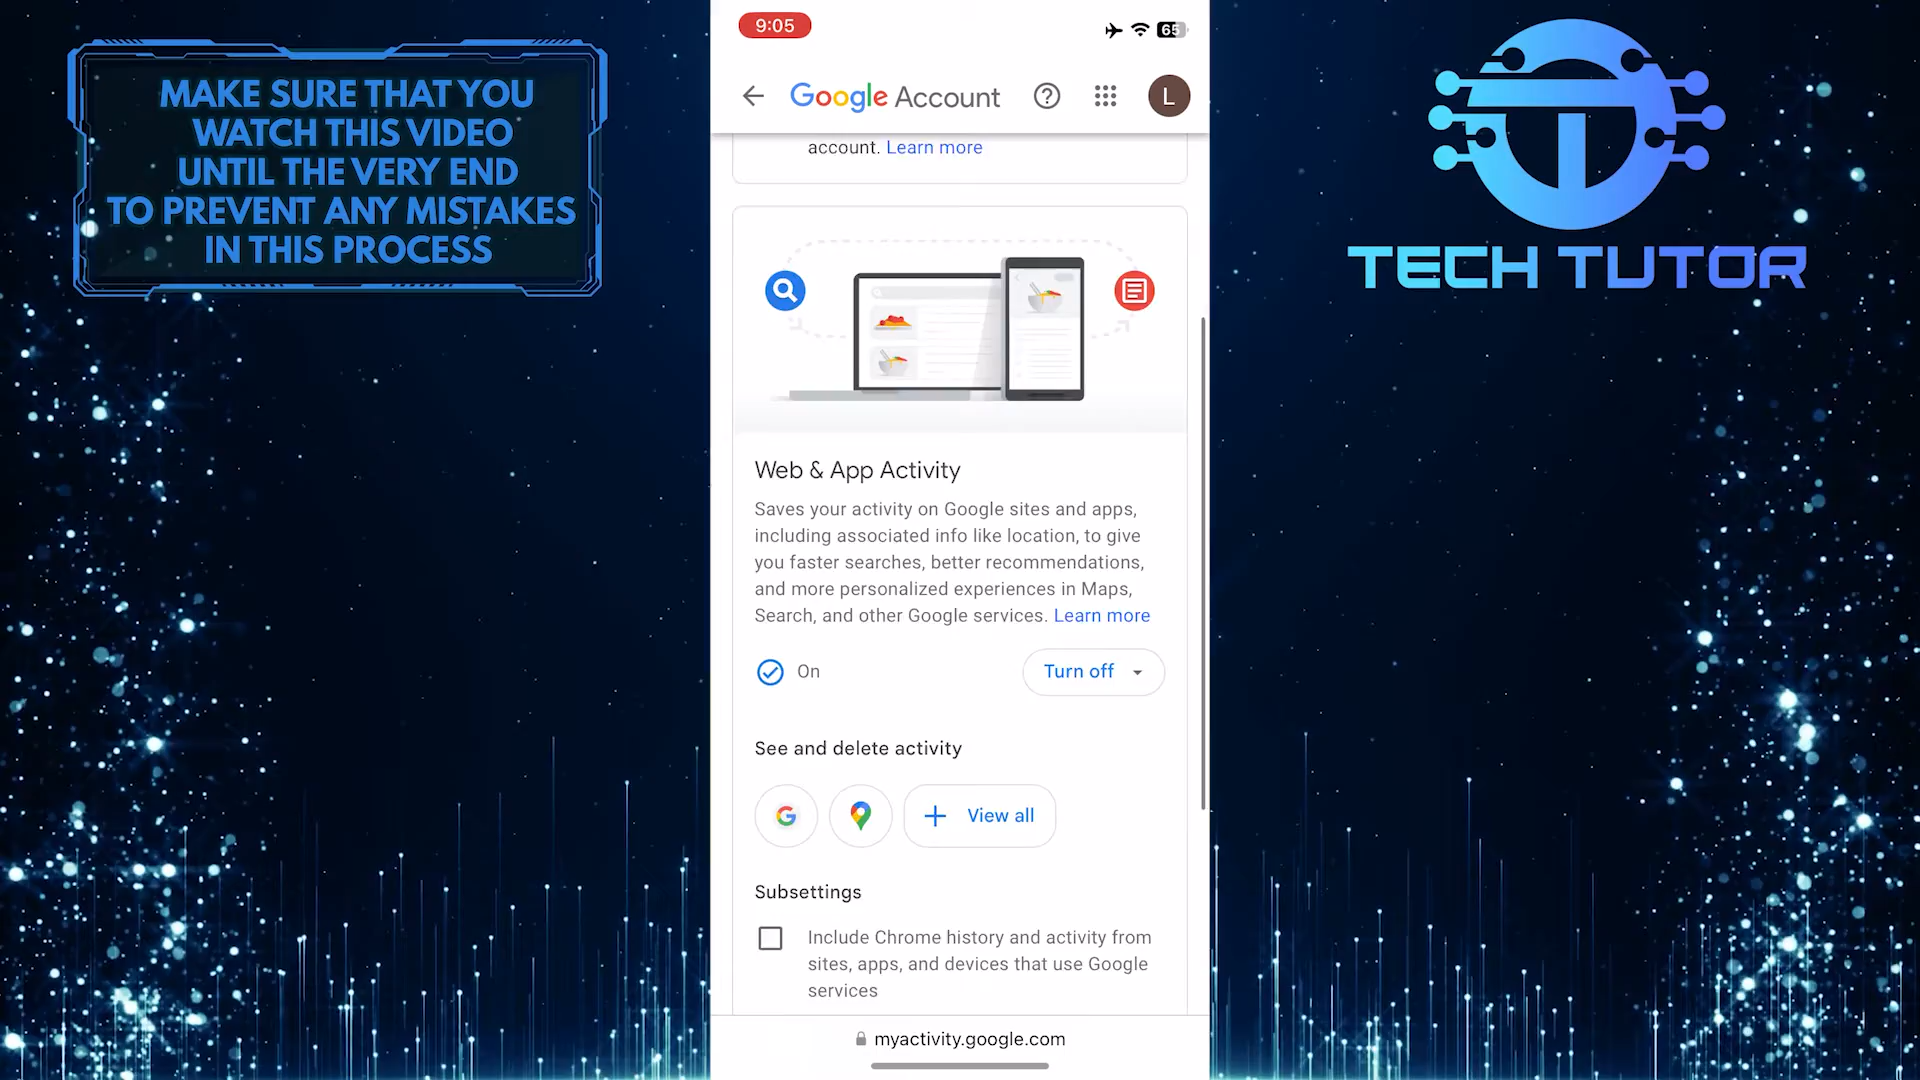 MAKE SURE THAT YOU
WATCH THIS VIDEO
UNTIL THE VERY END
TO PREVENT ANY MISTAKES
IN THIS PROCESS
9:05
65
Google Account
L
account. Learn more
Web & App Activity
Saves your activity on Google sites and apps,
including associated info like location, to give
you faster searches, better recommendations,
and more personalized experiences in Maps,
Search, and other Google services. Learn more
On
Turn off
See and delete activity
View all
Subsettings
Include Chrome history and activity from
sites, apps, and devices that use Google
services
myactivity.google.com
TECH TUTOR